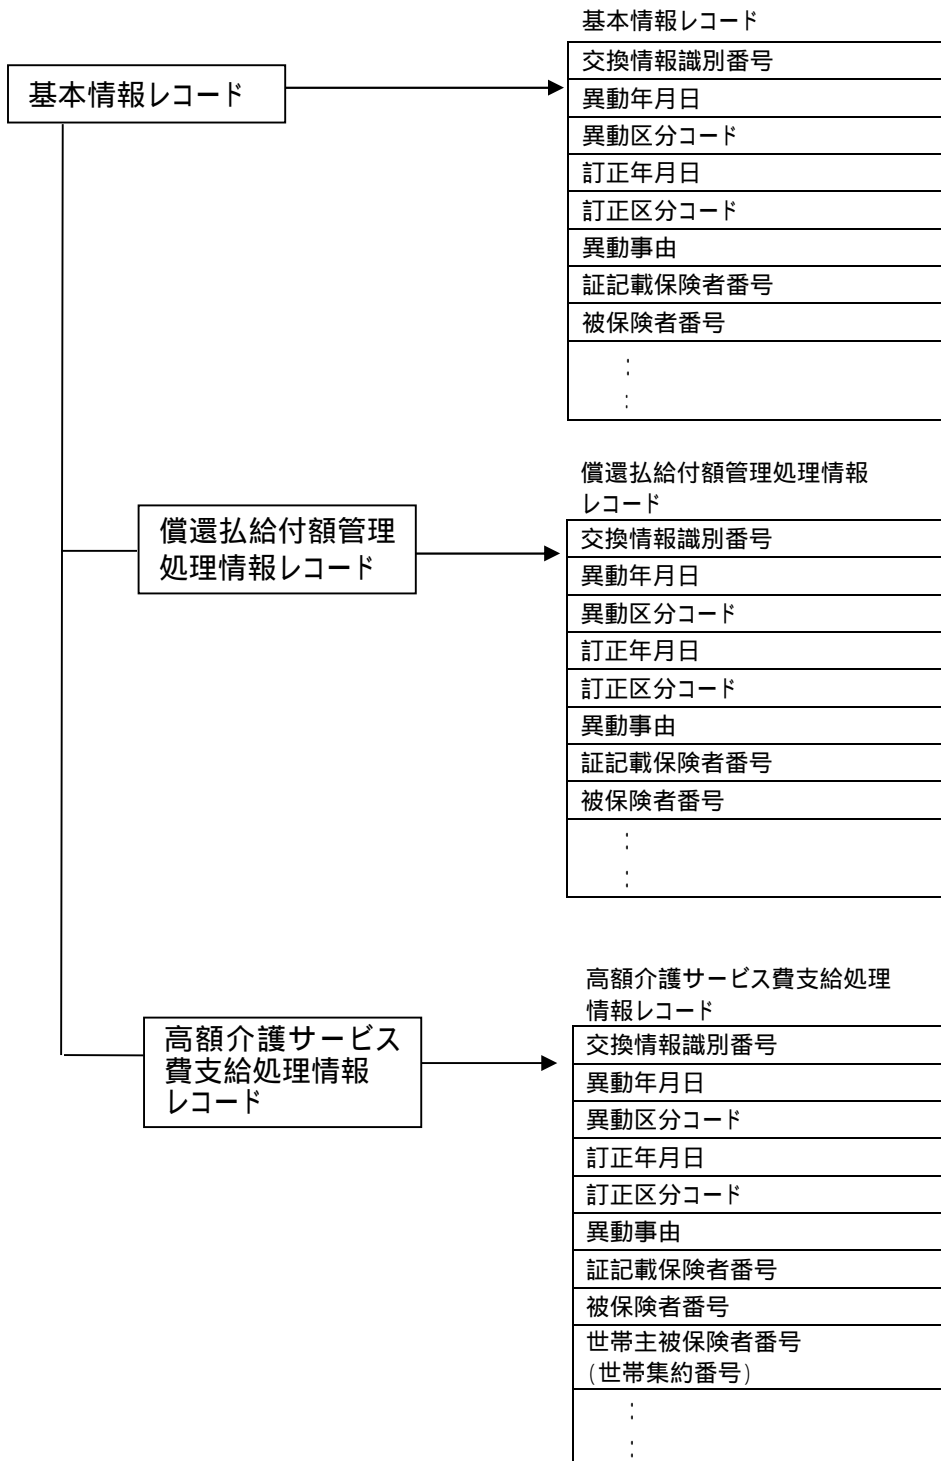 基本情報レコード
基本情報レコード
交換情報識別番号
異動年月日
異動区分コード
訂正年月日
訂正区分コード
異動事由
証記載保険者番号
被保険者番号
:
:
償還払給付額管理
処理情報レコード
償還払給付額管理処理情報
レコード
交換情報識別番号
異動年月日
異動区分コード
訂正年月日
訂正区分コード
異動事由
証記載保険者番号
被保険者番号
:
:
高額介護サービス
費支給処理情報
レコード
高額介護サービス費支給処理
情報レコード
交換情報識別番号
異動年月日
異動区分コード
訂正年月日
訂正区分コード
異動事由
証記載保険者番号
被保険者番号
世帯主被保険者番号
(世帯集約番号)
:
: